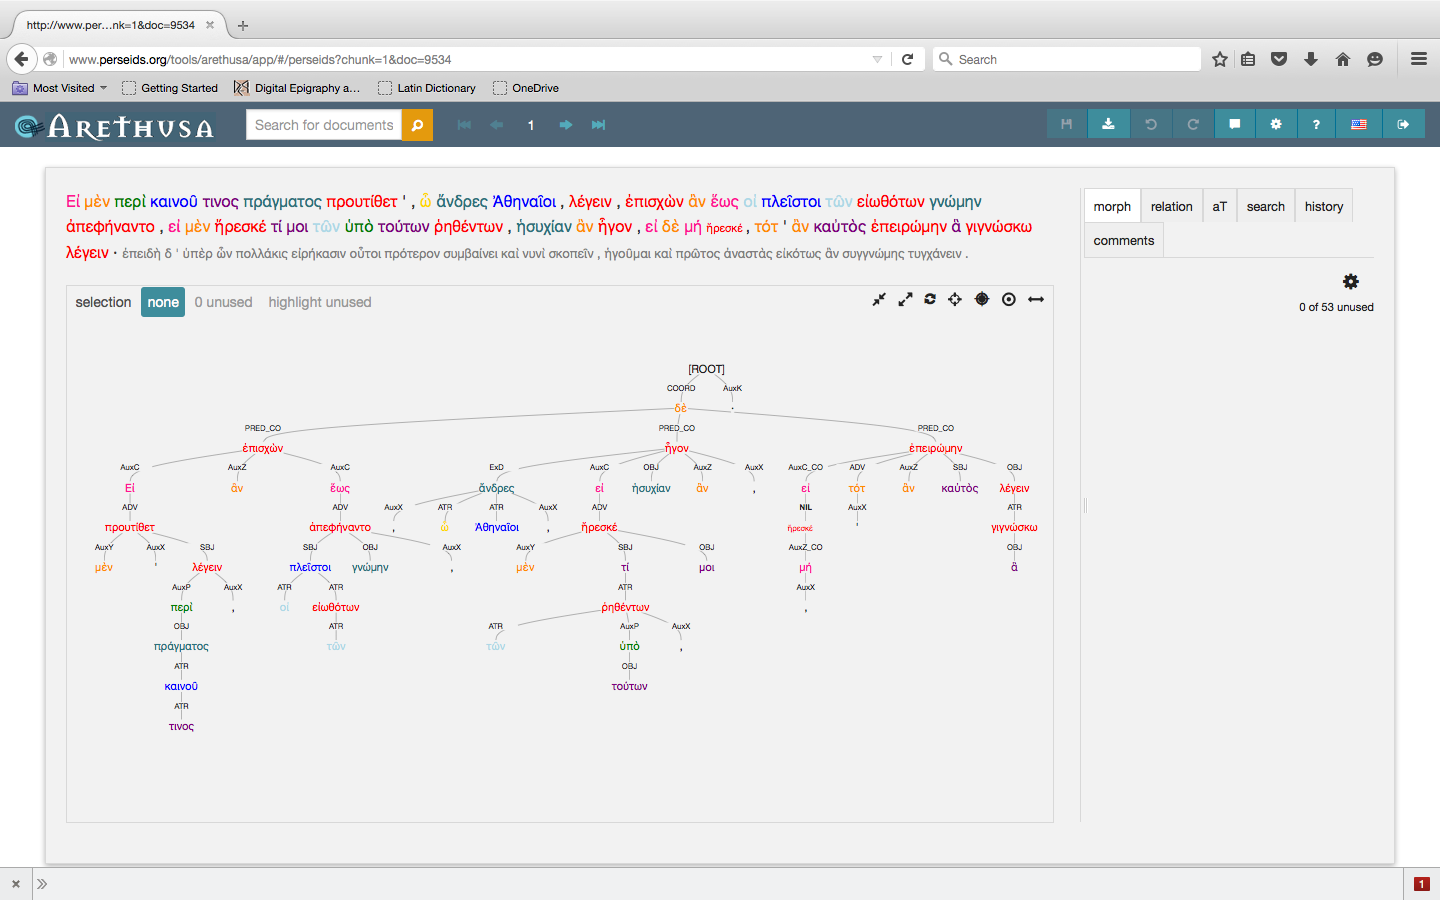 http://www.per...nk=1&doc=9534
www.perseids.org/tools/arethusa/app/#/perseids?chunk=1&doc=9534
Search
Most Visited Getting Started Digital Epigraphy a... Latin Dictionary OneDrive
ARETHUSA Search for documents 1 ?
Εἰ μὲν περὶ καινοῦ τινος πράγματος προυτίθετ ' , ὦ ἄνδρες Ἀθηναῖοι , λέγειν , ἐπισχὼν ἂν ἕως οἱ πλεῖστοι τῶν εἰωθότων γνώμην
ἀπεφήναντο , εἰ μὲν ἤρεσκέ τί μοι τῶν ὑπὸ τούτων ῥηθέντων , ἡσυχίαν ἂν ἦγον , εἰ δὲ μή ἤρεσκέ , τότ ' ἂν καὐτὸς ἐπειρώμην ἃ γιγνώσκω
λέγειν · ἐπειδὴ δ ' ὑπὲρ ὧν πολλάκις εἰρήκασιν οὗτοι πρότερον συμβαίνει καὶ νυνὶ σκοπεῖν , ἡγοῦμαι καὶ πρῶτος ἀναστὰς εἰκότως ἂν συγγνώμης τυγχάνειν .
morph relation aT search history
comments
0 of 53 unused
selection none 0 unused highlight unused
[ROOT]
COORD AuxK
δὲ .
PRED_CO PRED_CO PRED_CO
ἐπισχὼν ἦγον ἐπειρώμην
AuxC AuxZ AuxC ExD AuxC OBJ AuxZ AuxX AuxC_CO ADV AuxZ SBJ OBJ
Εἰ ἂν ἕως ἄνδρες εἰ ἡσυχίαν ἂν , εἰ τότ ἂν καὐτὸς λέγειν
ADV ADV AuxX ATR ATR AuxX ADV NIL AuxX ATR
προυτίθετ ἀπεφήναντο , ὦ Ἀθηναῖοι , ἤρεσκέ ἤρεσκέ ' γιγνώσκω
AuxY AuxX SBJ SBJ OBJ AuxX AuxY SBJ OBJ AuxZ_CO OBJ
μὲν ' λέγειν πλεῖστοι γνώμην , μὲν τί μοι μή ἃ
AuxP AuxX ATR ATR ATR AuxX
περὶ , οἱ εἰωθότων ῥηθέντων ,
OBJ ATR ATR AuxP AuxX
πράγματος τῶν τῶν ὑπὸ ,
ATR OBJ
καινοῦ τούτων
ATR
τινος
1